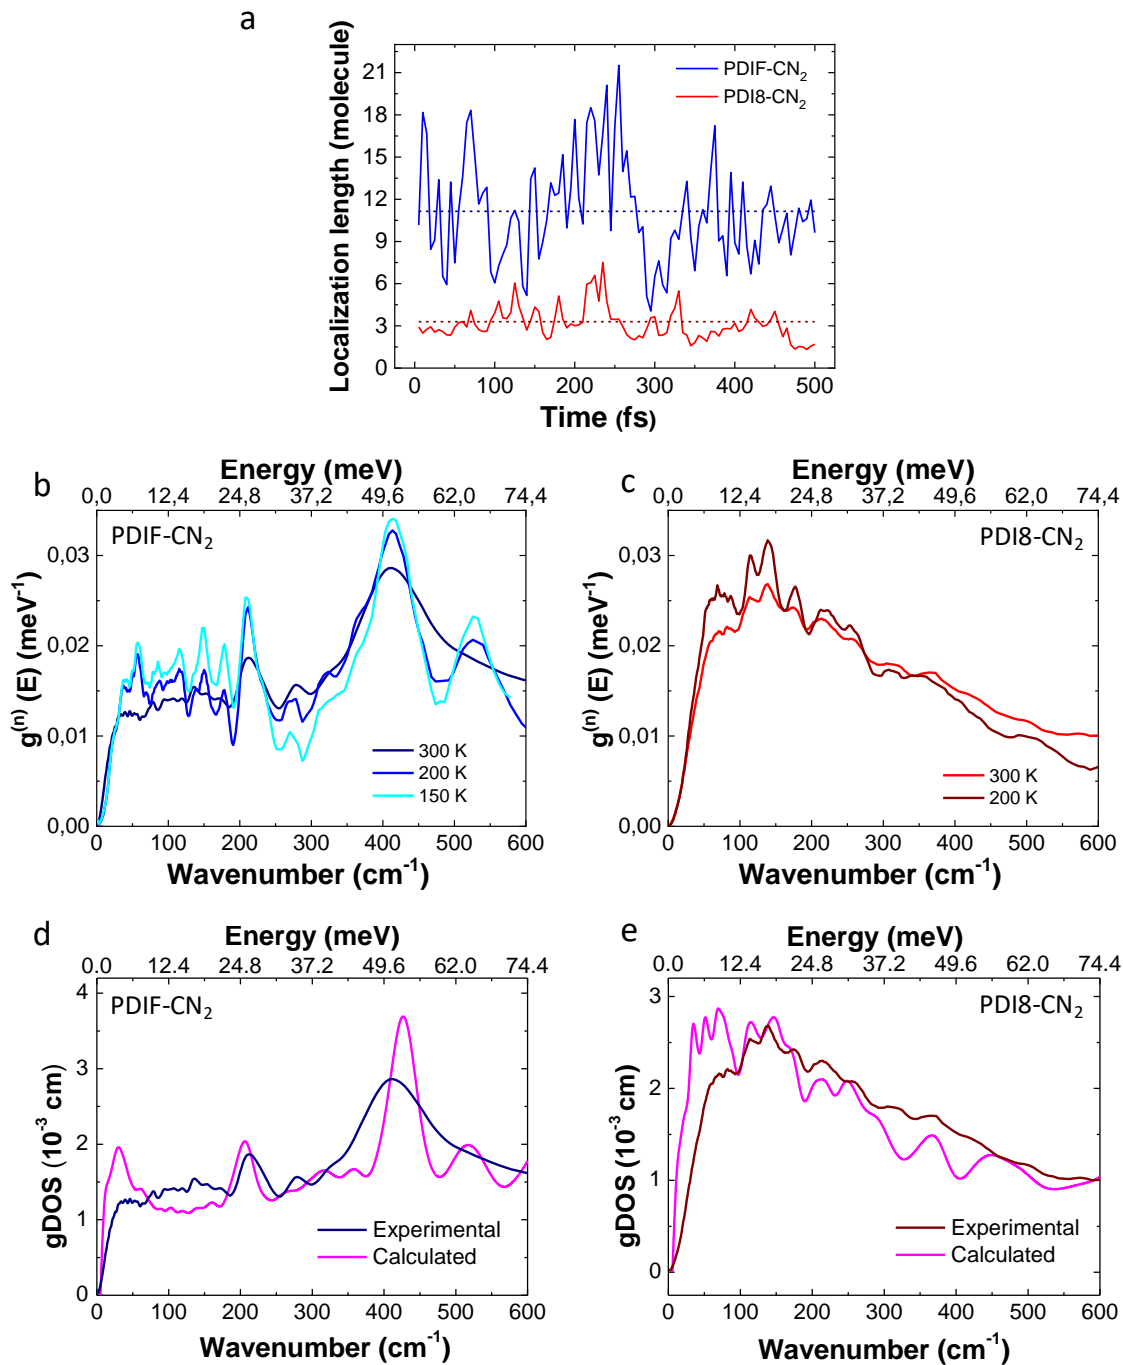 a
Localization length (molecule)
21
18
15
12
9
6
3
0
PDIF-CN2
PDI8-CN2
0 100 200 300 400 500
Time (fs)
b
Energy (meV)
0,0 12,4 24,8 37,2 49,6 62,0 74,4
PDIF-CN2
g(n) (E) (meV-1)
0,03
0,02
0,01
0,00
300 K
200 K
150 K
0 100 200 300 400 500 600
Wavenumber (cm-1)
c
Energy (meV)
0,0 12,4 24,8 37,2 49,6 62,0 74,4
PDI8-CN2
g(n) (E) (meV-1)
0,03
0,02
0,01
0,00
300 K
200 K
0 100 200 300 400 500 600
Wavenumber (cm-1)
d
Energy (meV)
0.0 12.4 24.8 37.2 49.6 62.0 74.4
PDIF-CN2
gDOS (10-3 cm)
4
3
2
1
0
Experimental
Calculated
0 100 200 300 400 500 600
Wavenumber (cm-1)
e
Energy (meV)
0.0 12.4 24.8 37.2 49.6 62.0 74.4
PDI8-CN2
gDOS (10-3 cm)
3
2
1
0
Experimental
Calculated
0 100 200 300 400 500 600
Wavenumber (cm-1)